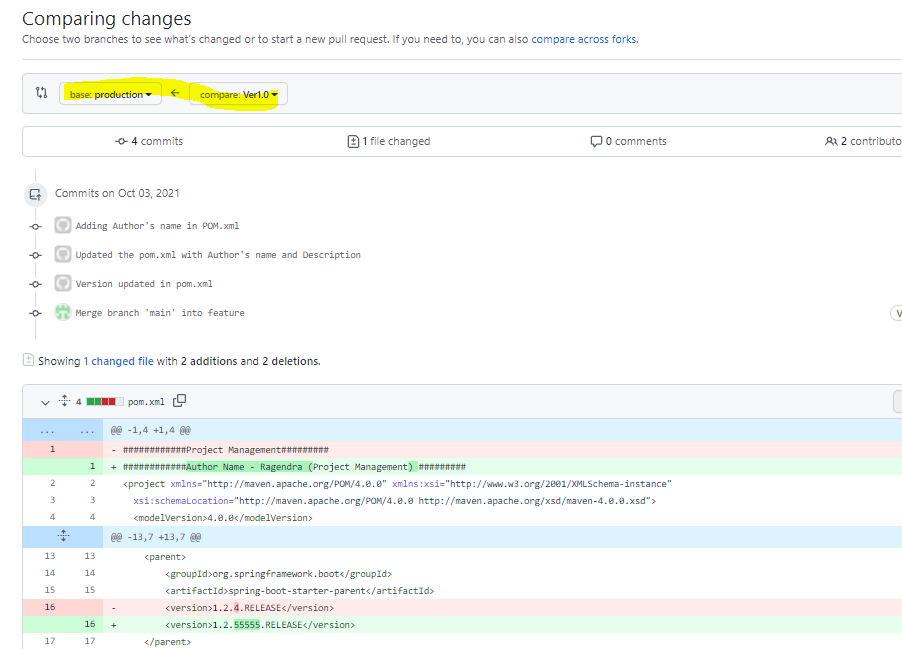 Comparing changes
Choose two branches to see what's changed or to start a new pull request. If you need to, you can also compare across forks.
base: production compare: Ver1.0
4 commits 1 file changed 0 comments 2 contributo
Commits on Oct 03, 2021
Adding Author's name in POM.xml
Updated the pom.xml with Author's name and Description
Version updated in pom.xml
Merge branch 'main' into feature V
Showing 1 changed file with 2 additions and 2 deletions.
4 pom.xml
... ... @@ -1,4 +1,4 @@
1 - ############Project Management#########
1 + ############Author Name - Ragendra (Project Management) #########
2 2 <project xmlns="http://maven.apache.org/POM/4.0.0" xmlns:xsi="http://www.w3.org/2001/XMLSchema-instance"
3 3 xsi:schemaLocation="http://maven.apache.org/POM/4.0.0 http://maven.apache.org/xsd/maven-4.0.0.xsd">
4 4 <modelVersion>4.0.0</modelVersion>
@@ -13,7 +13,7 @@
13 13 <parent>
14 14 <groupId>org.springframework.boot</groupId>
15 15 <artifactId>spring-boot-starter-parent</artifactId>
16 - <version>1.2.4.RELEASE</version>
16 + <version>1.2.55555.RELEASE</version>
17 17 </parent>